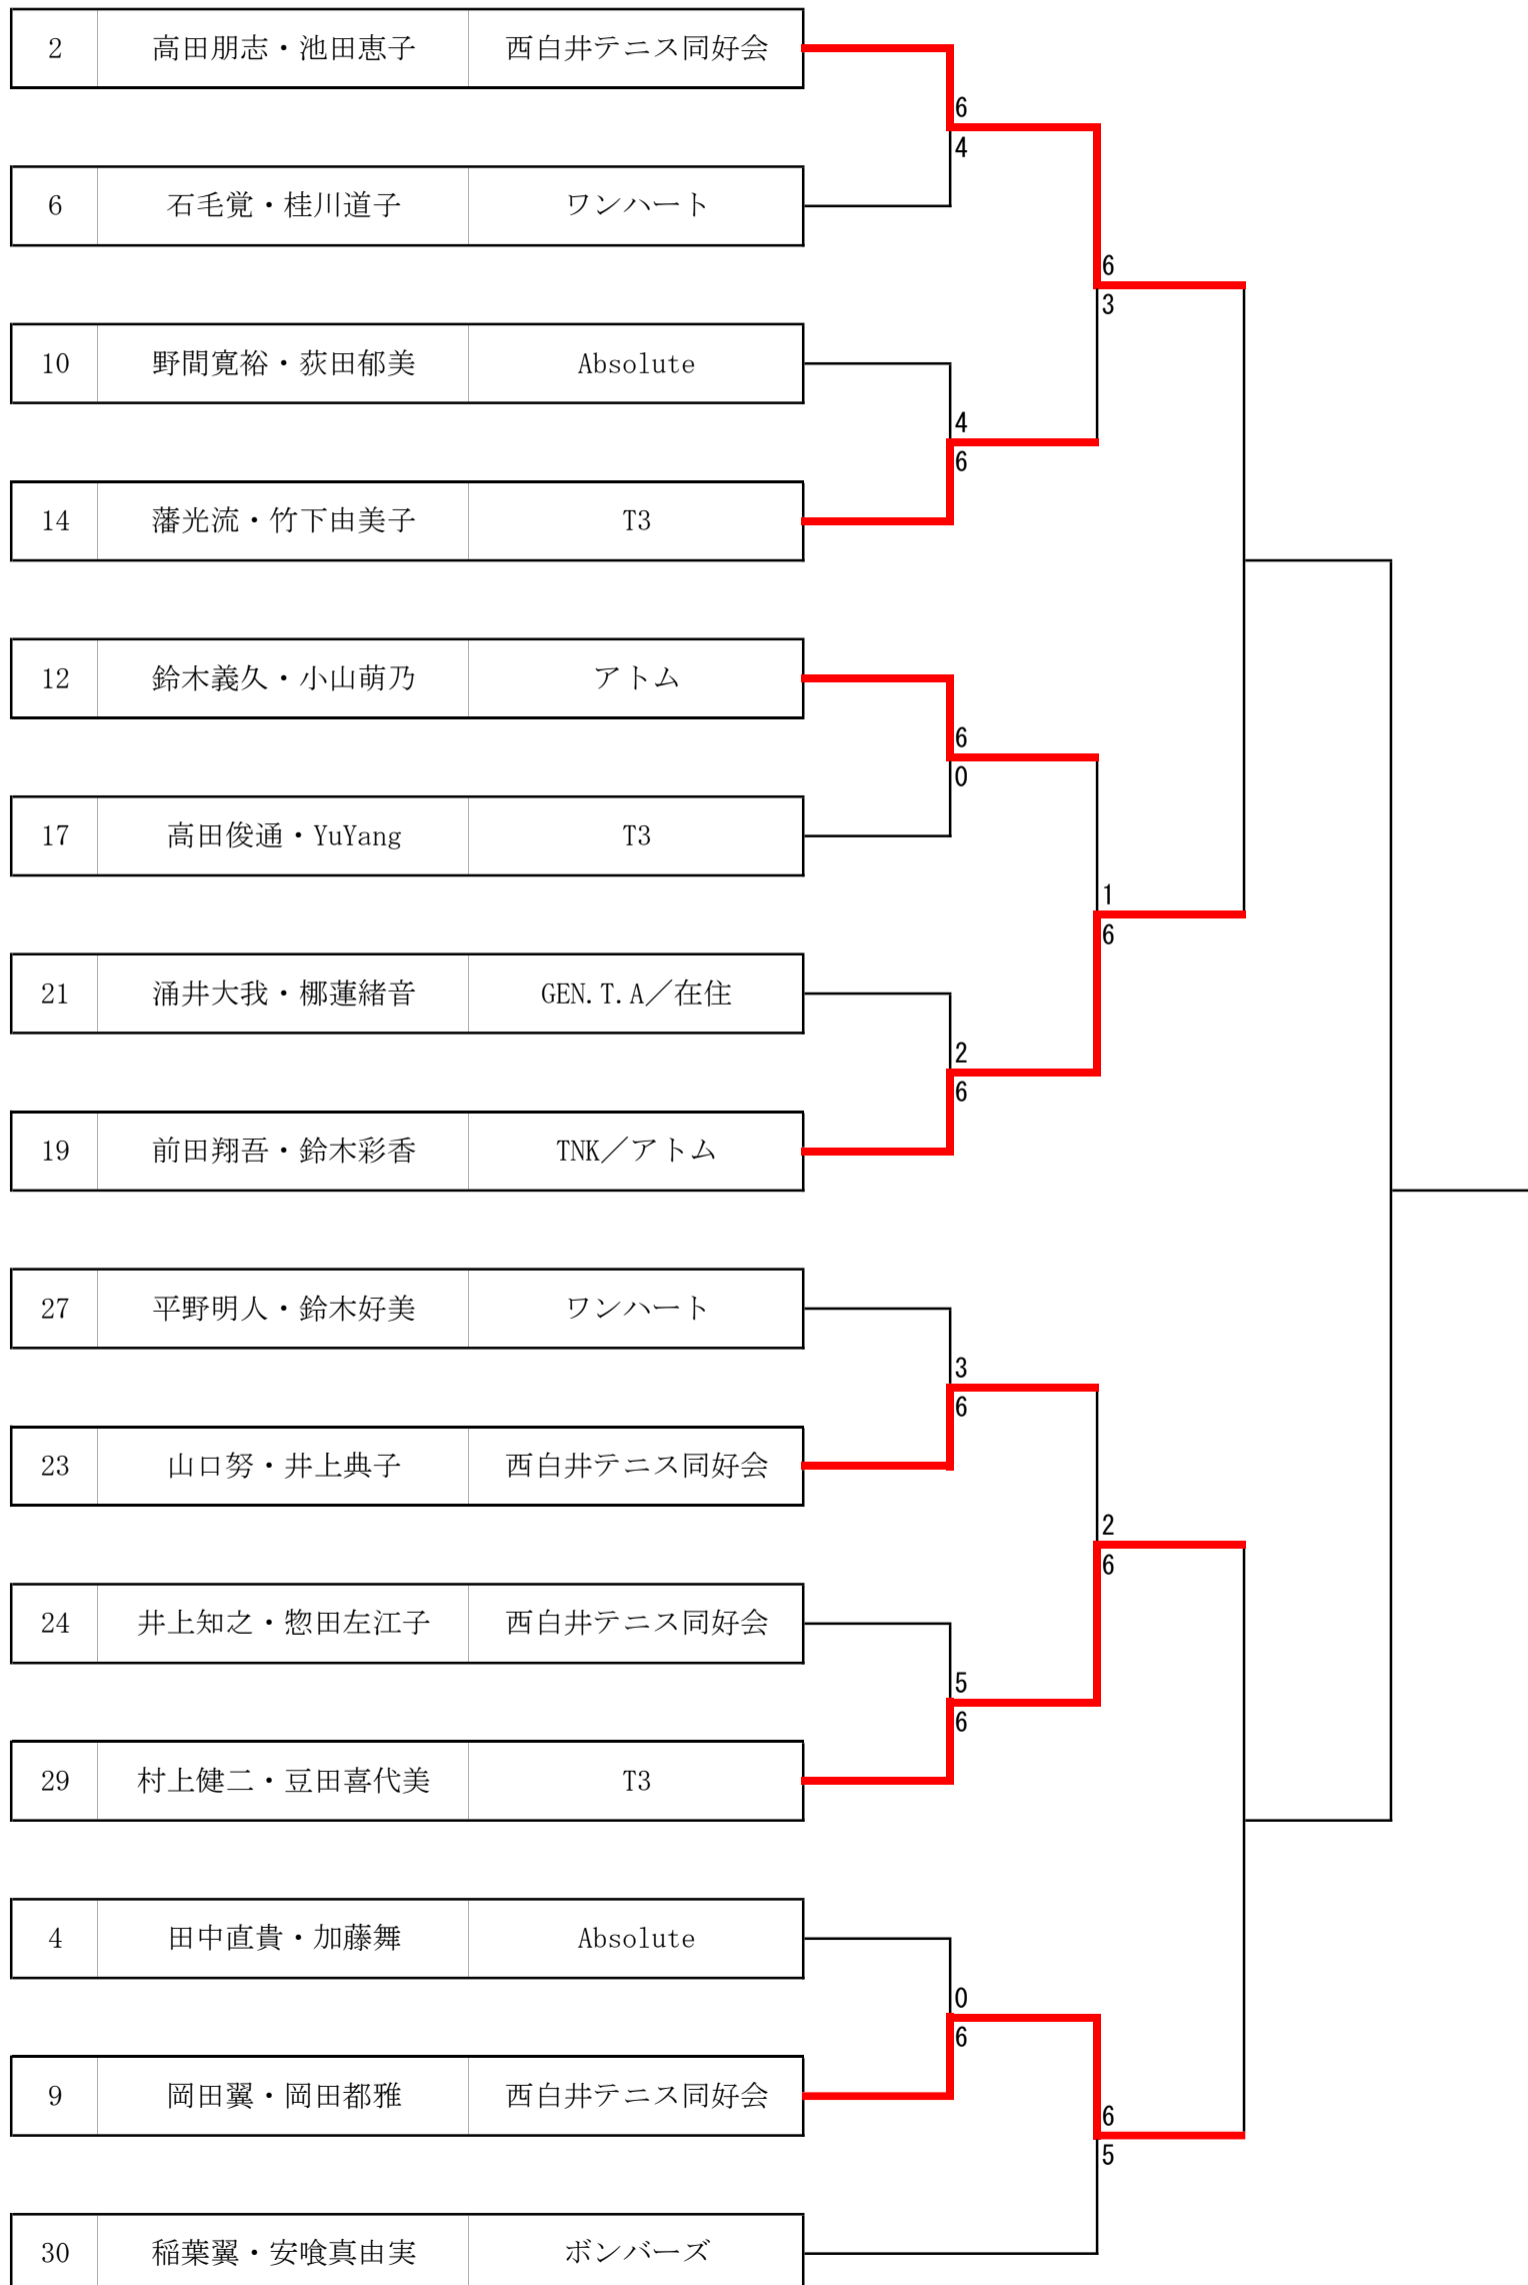 2 高田朋志・池田恵子 西白井テニス同好会
6
4
6 石毛覚・桂川道子 ワンハート
6
3
10 野間寛裕・荻田郁美 Absolute
4
6
14 藩光流・竹下由美子 T3
12 鈴木義久・小山萌乃 アトム
6
0
17 高田俊通・YuYang T3
1
6
21 涌井大我・梛蓮緒音 GEN.T.A／在住
2
6
19 前田翔吾・鈴木彩香 TNK／アトム
27 平野明人・鈴木好美 ワンハート
3
6
23 山口努・井上典子 西白井テニス同好会
2
6
24 井上知之・惣田左江子 西白井テニス同好会
5
6
29 村上健二・豆田喜代美 T3
4 田中直貴・加藤舞 Absolute
0
6
9 岡田翼・岡田都雅 西白井テニス同好会
6
5
30 稲葉翼・安喰真由実 ボンバーズ